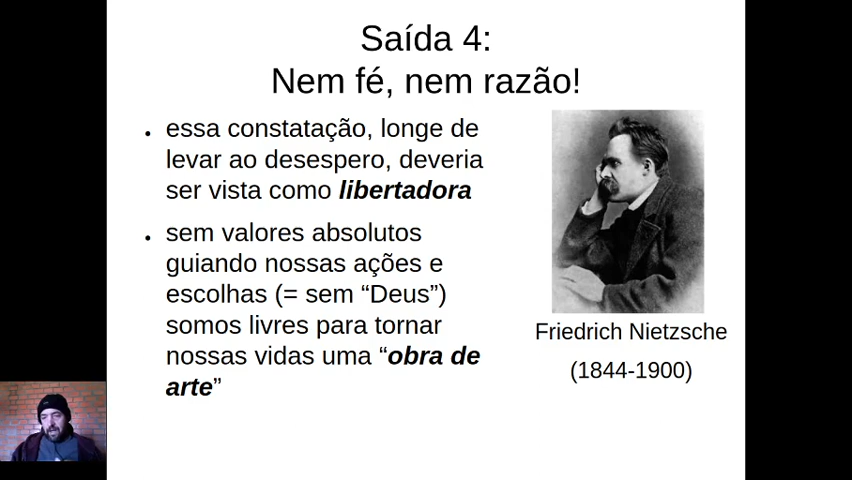 Saída 4:
Nem fé, nem razão!
• essa constatação, longe de
levar ao desespero, deveria
ser vista como libertadora
• sem valores absolutos
guiando nossas ações e
escolhas (= sem “Deus”)
somos livres para tornar
nossas vidas uma “obra de
arte”
Friedrich Nietzsche
(1844-1900)